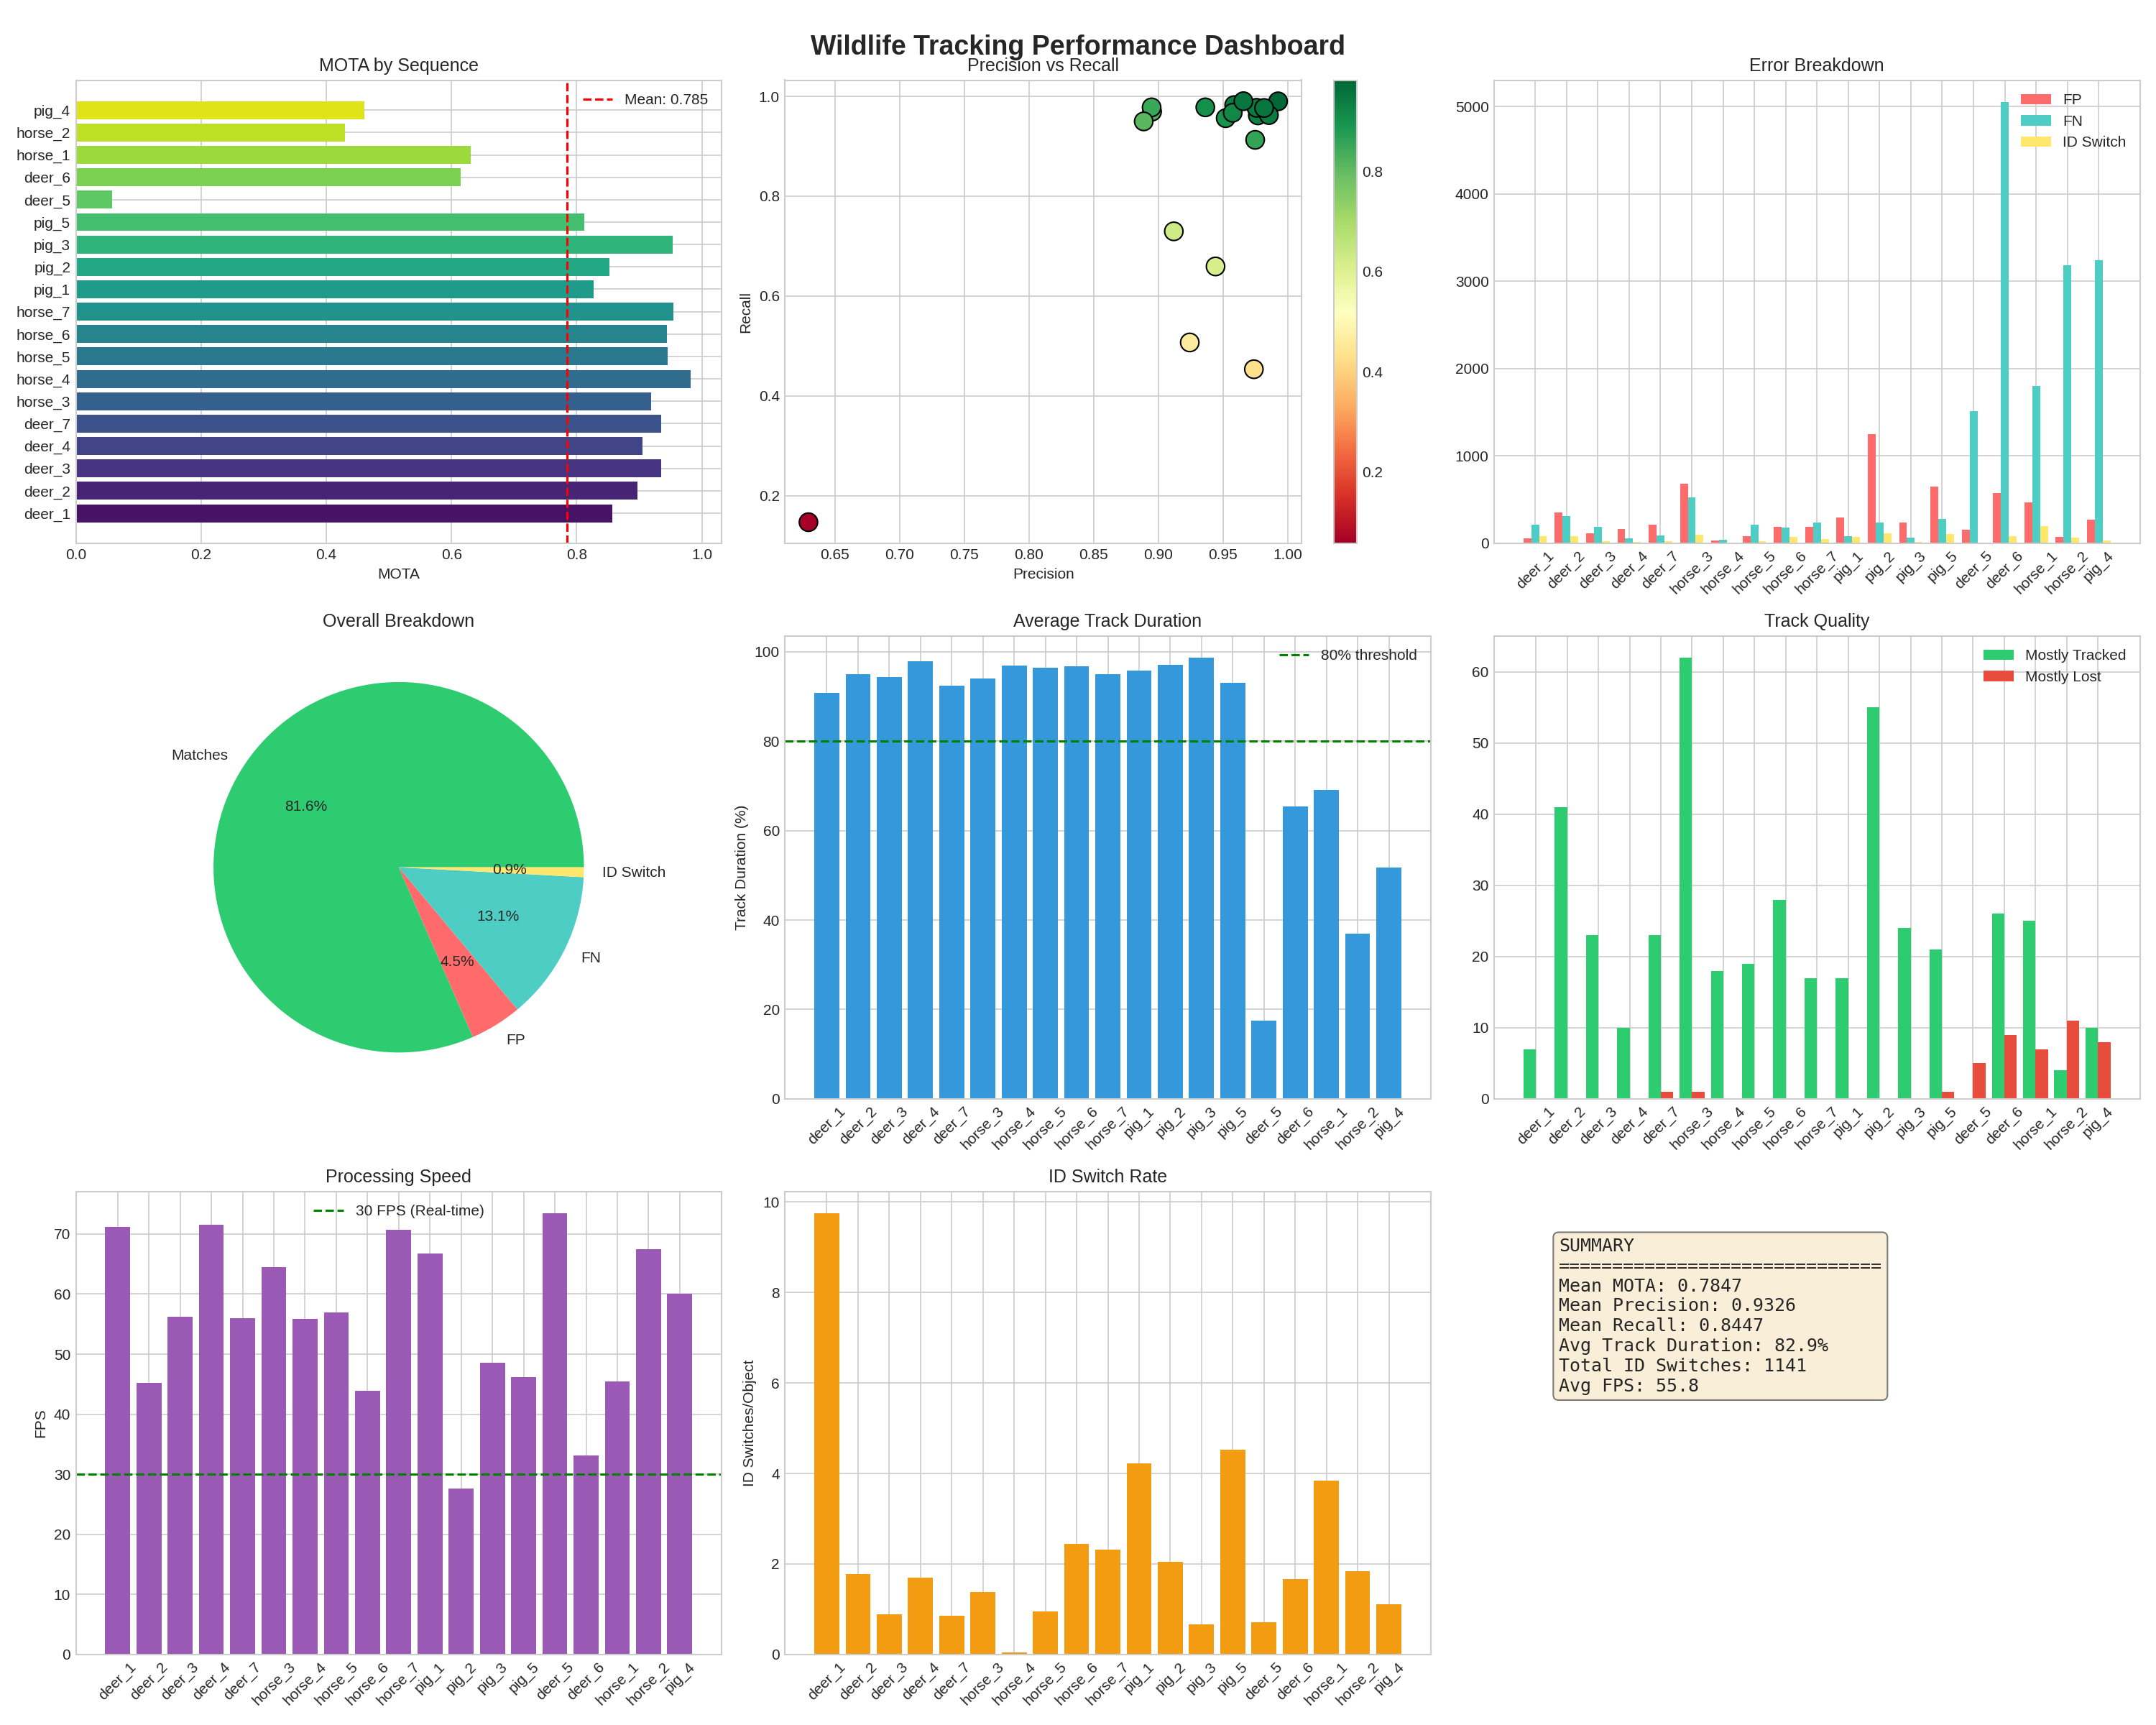 Wildlife Tracking Performance Dashboard
MOTA by Sequence
Mean: 0.785
pig_4
horse_2
horse_1
deer_6
deer_5
pig_5
pig_3
pig_2
pig_1
horse_7
horse_6
horse_5
horse_4
horse_3
deer_7
deer_4
deer_3
deer_2
deer_1
0.0 0.2 0.4 0.6 0.8 1.0
MOTA
Precision vs Recall
1.0
0.8
0.6
0.4
0.2
Recall
0.65 0.70 0.75 0.80 0.85 0.90 0.95 1.00
Precision
0.8
0.6
0.4
0.2
Error Breakdown
FP
FN
ID Switch
5000
4000
3000
2000
1000
0
deer_1 deer_2 deer_3 deer_4 deer_7 horse_3 horse_4 horse_5 horse_6 horse_7 pig_1 pig_2 pig_3 pig_5 deer_5 deer_6 horse_1 horse_2 pig_4
Overall Breakdown
Matches
81.6%
0.9%
ID Switch
13.1%
FN
4.5%
FP
Average Track Duration
80% threshold
100
80
60
40
20
0
Track Duration (%)
deer_1 deer_2 deer_3 deer_4 deer_7 horse_3 horse_4 horse_5 horse_6 horse_7 pig_1 pig_2 pig_3 pig_5 deer_5 deer_6 horse_1 horse_2 pig_4
Track Quality
Mostly Tracked
Mostly Lost
60
50
40
30
20
10
0
deer_1 deer_2 deer_3 deer_4 deer_7 horse_3 horse_4 horse_5 horse_6 horse_7 pig_1 pig_2 pig_3 pig_5 deer_5 deer_6 horse_1 horse_2 pig_4
Processing Speed
30 FPS (Real-time)
70
60
50
40
30
20
10
0
FPS
deer_1 deer_2 deer_3 deer_4 deer_7 horse_3 horse_4 horse_5 horse_6 horse_7 pig_1 pig_2 pig_3 pig_5 deer_5 deer_6 horse_1 horse_2 pig_4
ID Switch Rate
10
8
6
4
2
0
ID Switches/Object
deer_1 deer_2 deer_3 deer_4 deer_7 horse_3 horse_4 horse_5 horse_6 horse_7 pig_1 pig_2 pig_3 pig_5 deer_5 deer_6 horse_1 horse_2 pig_4
SUMMARY
==============================
Mean MOTA: 0.7847
Mean Precision: 0.9326
Mean Recall: 0.8447
Avg Track Duration: 82.9%
Total ID Switches: 1141
Avg FPS: 55.8